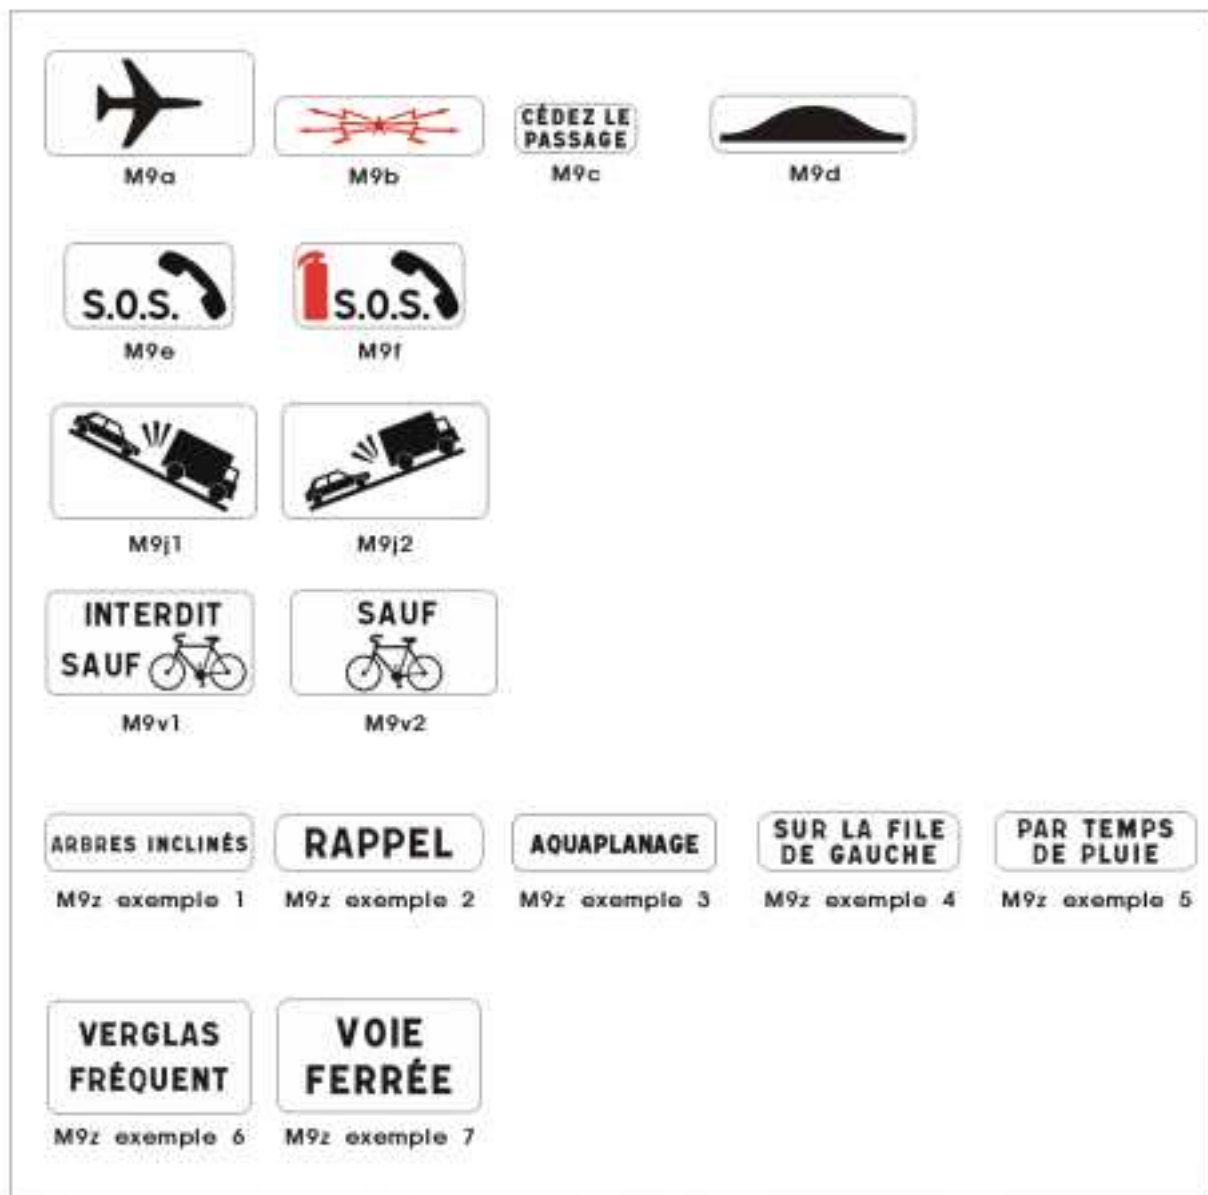 M9a
M9b
CÉDEZ LE
PASSAGE
M9c
M9d
S.O.S.
M9e
S.O.S.
M9f
M9j1
M9j2
INTERDIT
SAUF
M9v1
SAUF
M9v2
ARBRES INCLINÉS
M9z exemple 1
RAPPEL
M9z exemple 2
AQUAPLANAGE
M9z exemple 3
SUR LA FILE
DE GAUCHE
M9z exemple 4
PAR TEMPS
DE PLUIE
M9z exemple 5
VERGLAS
FRÉQUENT
M9z exemple 6
VOIE
FERRÉE
M9z exemple 7